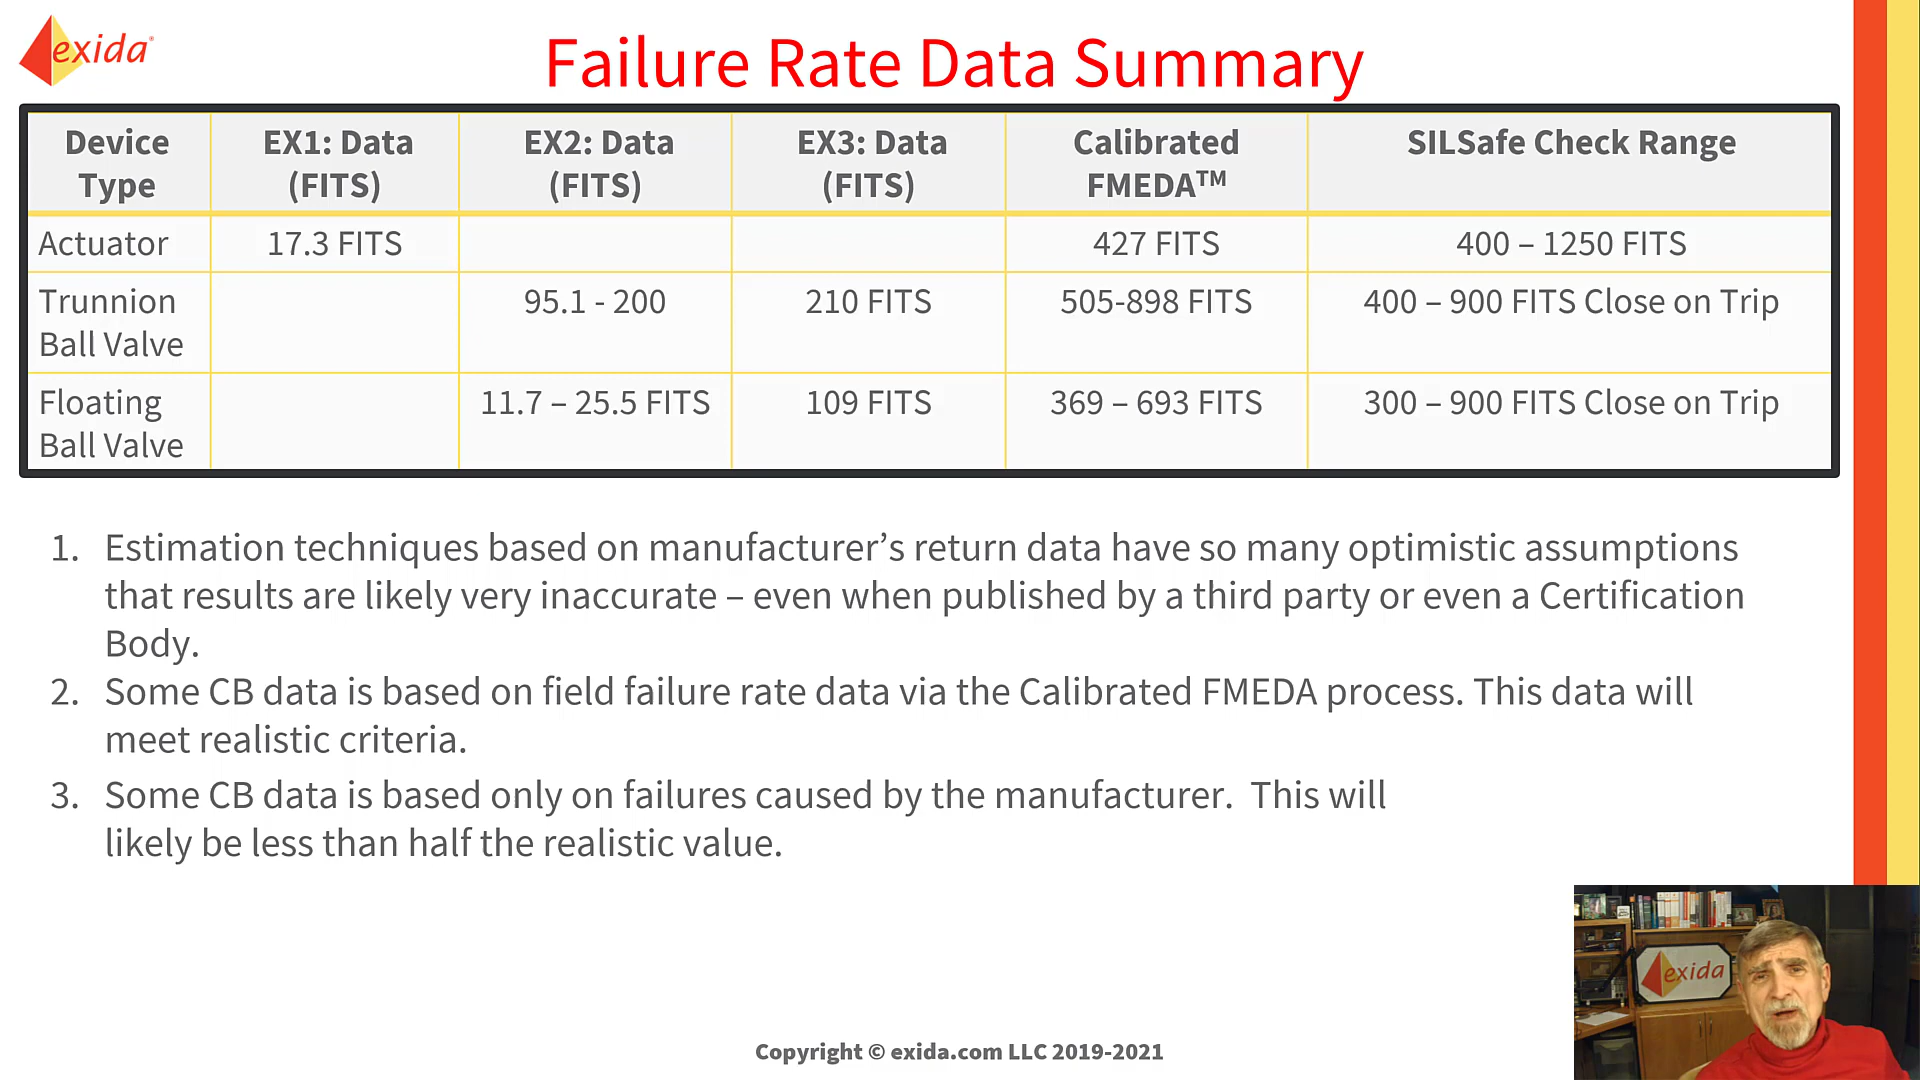 exida
Failure Rate Data Summary
Device Type | EX1: Data (FITS) | EX2: Data (FITS) | EX3: Data (FITS) | Calibrated FMEDA™ | SILSafe Check Range
Actuator | 17.3 FITS | | | 427 FITS | 400 – 1250 FITS
Trunnion Ball Valve | | 95.1 - 200 | 210 FITS | 505-898 FITS | 400 – 900 FITS Close on Trip
Floating Ball Valve | | 11.7 – 25.5 FITS | 109 FITS | 369 – 693 FITS | 300 – 900 FITS Close on Trip
1. Estimation techniques based on manufacturer’s return data have so many optimistic assumptions
that results are likely very inaccurate – even when published by a third party or even a Certification
Body.
2. Some CB data is based on field failure rate data via the Calibrated FMEDA process. This data will
meet realistic criteria.
3. Some CB data is based only on failures caused by the manufacturer.  This will
likely be less than half the realistic value.
exida
Copyright © exida.com LLC 2019-2021